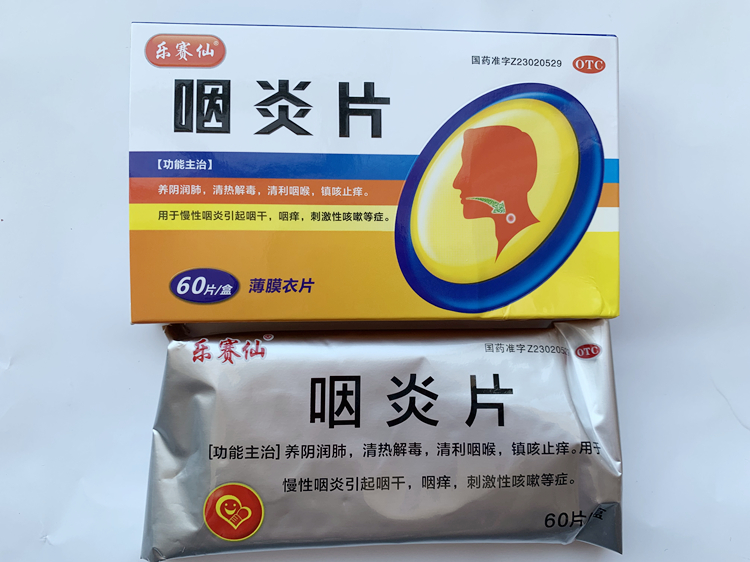 乐赛仙
国药准字Z23020529 OTC
咽炎片
【功能主治】
养阴润肺，清热解毒，清利咽喉，镇咳止痒。
用于慢性咽炎引起咽干，咽痒，刺激性咳嗽等症。
60片/盒 薄膜衣片
乐赛仙
国药准字Z2302052 OTC
咽炎片
[功能主治]养阴润肺，清热解毒，清利咽喉，镇咳止痒。用于
慢性咽炎引起咽干，咽痒，刺激性咳嗽等症。
60片/盒